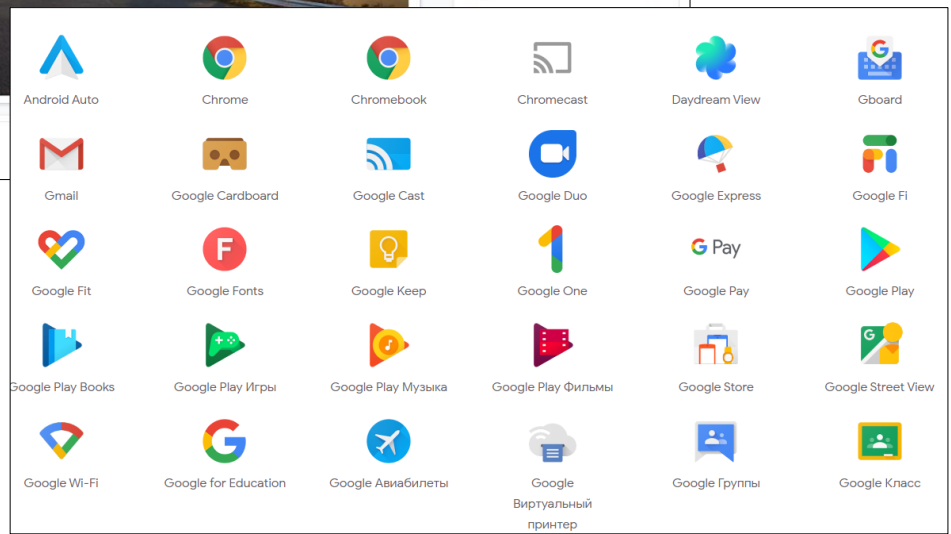 Android Auto
Chrome
Chromebook
Chromecast
Daydream View
G
Gboard
Gmail
Google Cardboard
Google Cast
Google Duo
Google Express
Google Fi
F
G Pay
Google Fit
Google Fonts
Google Keep
Google One
Google Pay
Google Play
G
Google Play Books
Google Play Игры
Google Play Музыка
Google Play Фильмы
Google Store
Google Street View
G
Google Wi-Fi
Google for Education
Google Авиабилеты
Google
Виртуальный
принтер
Google Группы
Google Класс